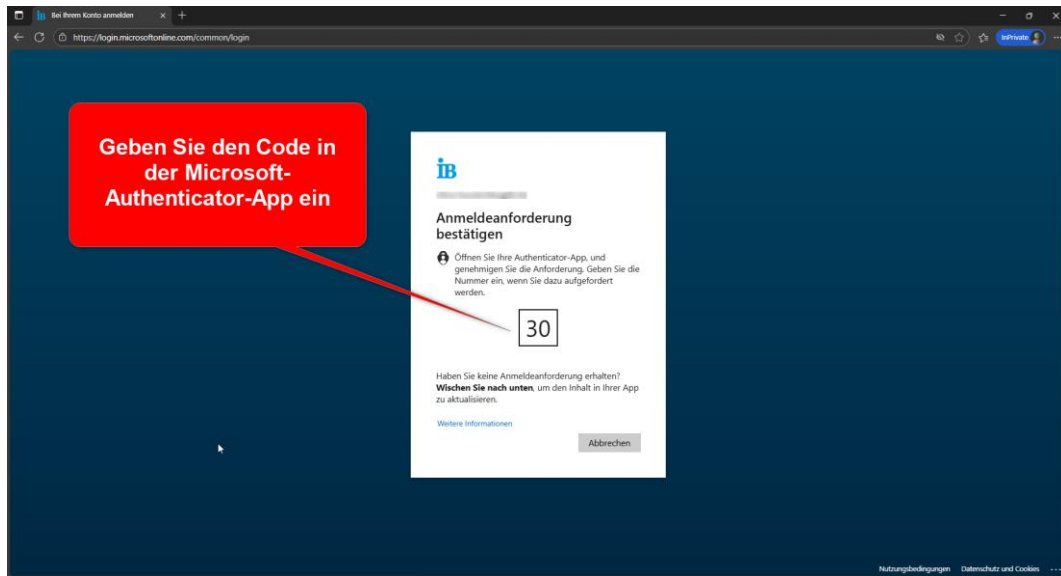 Bei Ihrem Konto anmelden
https://login.microsoftonline.com/common/login
InPrivate
Geben Sie den Code in
der Microsoft-
Authenticator-App ein
iB
Anmeldeanforderung
bestätigen
Öffnen Sie Ihre Authenticator-App, und
genehmigen Sie die Anforderung. Geben Sie die
Nummer ein, wenn Sie dazu aufgefordert
werden.
30
Haben Sie keine Anmeldeanforderung erhalten?
Wischen Sie nach unten, um den Inhalt in Ihrer App
zu aktualisieren.
Weitere Informationen
Abbrechen
Nutzungsbedingungen Datenschutz und Cookies ...